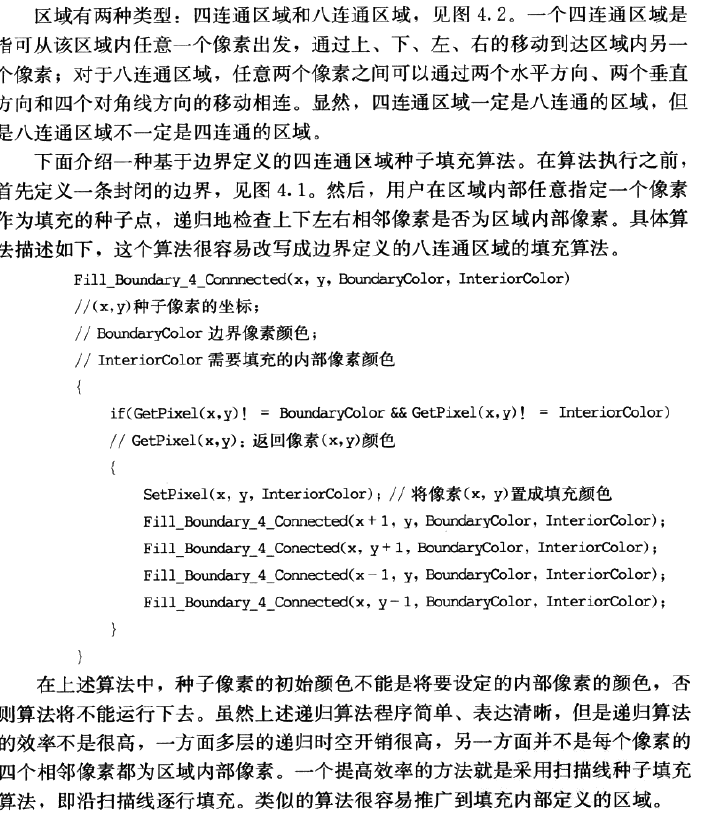 区域有两种类型：四连通区域和八连通区域，见图 4.2。一个四连通区域是
指可从该区域内任意一个像素出发，通过上、下、左、右的移动到达区域内另一
个像素；对于八连通区域，任意两个像素之间可以通过两个水平方向、两个垂直
方向和四个对角线方向的移动相连。显然，四连通区域一定是八连通的区域，但
是八连通区域不一定是四连通的区域。
下面介绍一种基于边界定义的四连通区域种子填充算法。在算法执行之前，
首先定义一条封闭的边界，见图 4.1。然后，用户在区域内部任意指定一个像素
作为填充的种子点，递归地检查上下左右相邻像素是否为区域内部像素。具体算
法描述如下，这个算法很容易改写成边界定义的八连通区域的填充算法。
Fill_Boundary_4_Connnected(x, y, BoundaryColor, InteriorColor)
//(x,y)种子像素的坐标；
// BoundaryColor 边界像素颜色；
// InteriorColor 需要填充的内部像素颜色
{
if(GetPixel(x,y)! = BoundaryColor && GetPixel(x,y)! = InteriorColor)
// GetPixel(x,y)：返回像素(x,y)颜色
{
SetPixel(x, y, InteriorColor); // 将像素(x, y)置成填充颜色
Fill_Boundary_4_Connected(x + 1, y, BoundaryColor, InteriorColor);
Fill_Boundary_4_Conected(x, y + 1, BoundaryColor, InteriorColor);
Fill_Boundary_4_Connected(x - 1, y, BoundaryColor, InteriorColor);
Fill_Boundary_4_Connected(x, y - 1, BoundaryColor, InteriorColor);
}
}
在上述算法中，种子像素的初始颜色不能是将要设定的内部像素的颜色，否
则算法将不能运行下去。虽然上述递归算法程序简单、表达清晰，但是递归算法
的效率不是很高，一方面多层的递归时空开销很高，另一方面并不是每个像素的
四个相邻像素都为区域内部像素。一个提高效率的方法就是采用扫描线种子填充
算法，即沿扫描线逐行填充。类似的算法很容易推广到填充内部定义的区域。